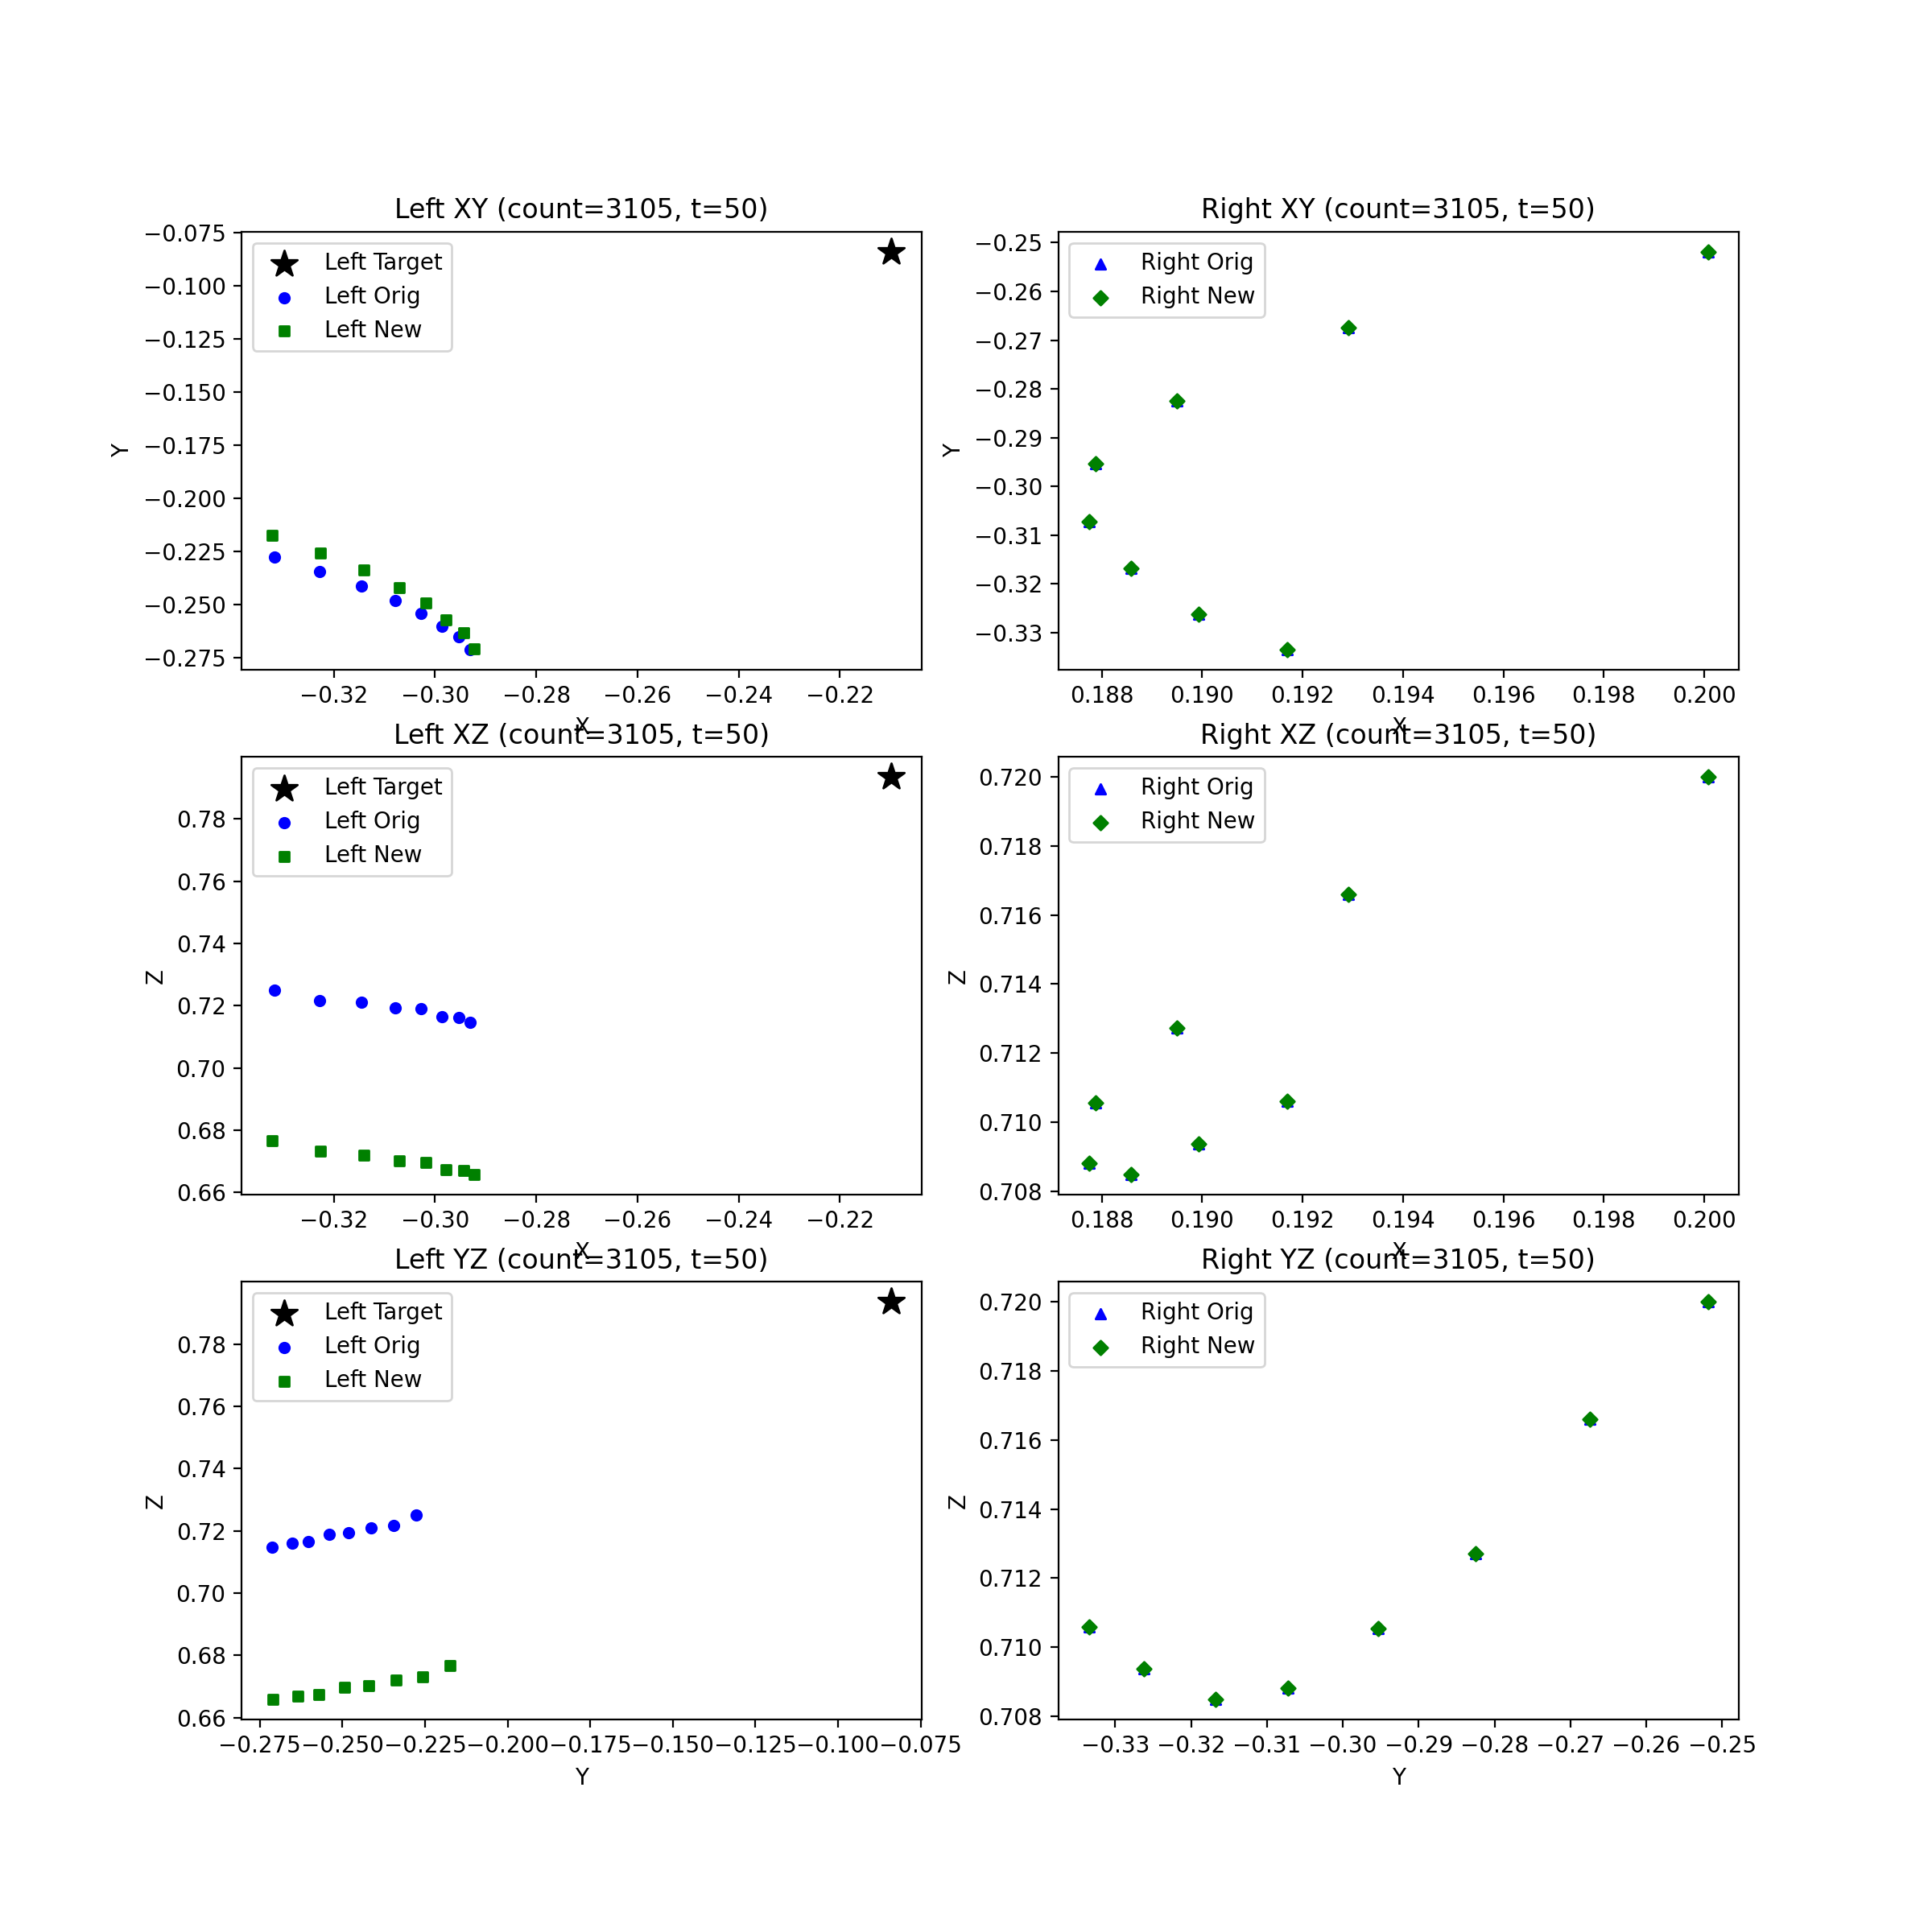 Left XY (count=3105, t=50)
Left Target
Left Orig
Left New
−0.075
−0.100
−0.125
−0.150
−0.175
−0.200
−0.225
−0.250
−0.275
Y
−0.32 −0.30 −0.28 −0.26 −0.24 −0.22
X
Right XY (count=3105, t=50)
Right Orig
Right New
−0.25
−0.26
−0.27
−0.28
−0.29
−0.30
−0.31
−0.32
−0.33
Y
0.188 0.190 0.192 0.194 0.196 0.198 0.200
X
Left XZ (count=3105, t=50)
Left Target
Left Orig
Left New
0.78
0.76
0.74
0.72
0.70
0.68
0.66
Z
−0.32 −0.30 −0.28 −0.26 −0.24 −0.22
X
Right XZ (count=3105, t=50)
Right Orig
Right New
0.720
0.718
0.716
0.714
0.712
0.710
0.708
Z
0.188 0.190 0.192 0.194 0.196 0.198 0.200
X
Left YZ (count=3105, t=50)
Left Target
Left Orig
Left New
0.78
0.76
0.74
0.72
0.70
0.68
0.66
Z
−0.275 −0.250 −0.225 −0.200 −0.175 −0.150 −0.125 −0.100 −0.075
Y
Right YZ (count=3105, t=50)
Right Orig
Right New
0.720
0.718
0.716
0.714
0.712
0.710
0.708
Z
−0.33 −0.32 −0.31 −0.30 −0.29 −0.28 −0.27 −0.26 −0.25
Y